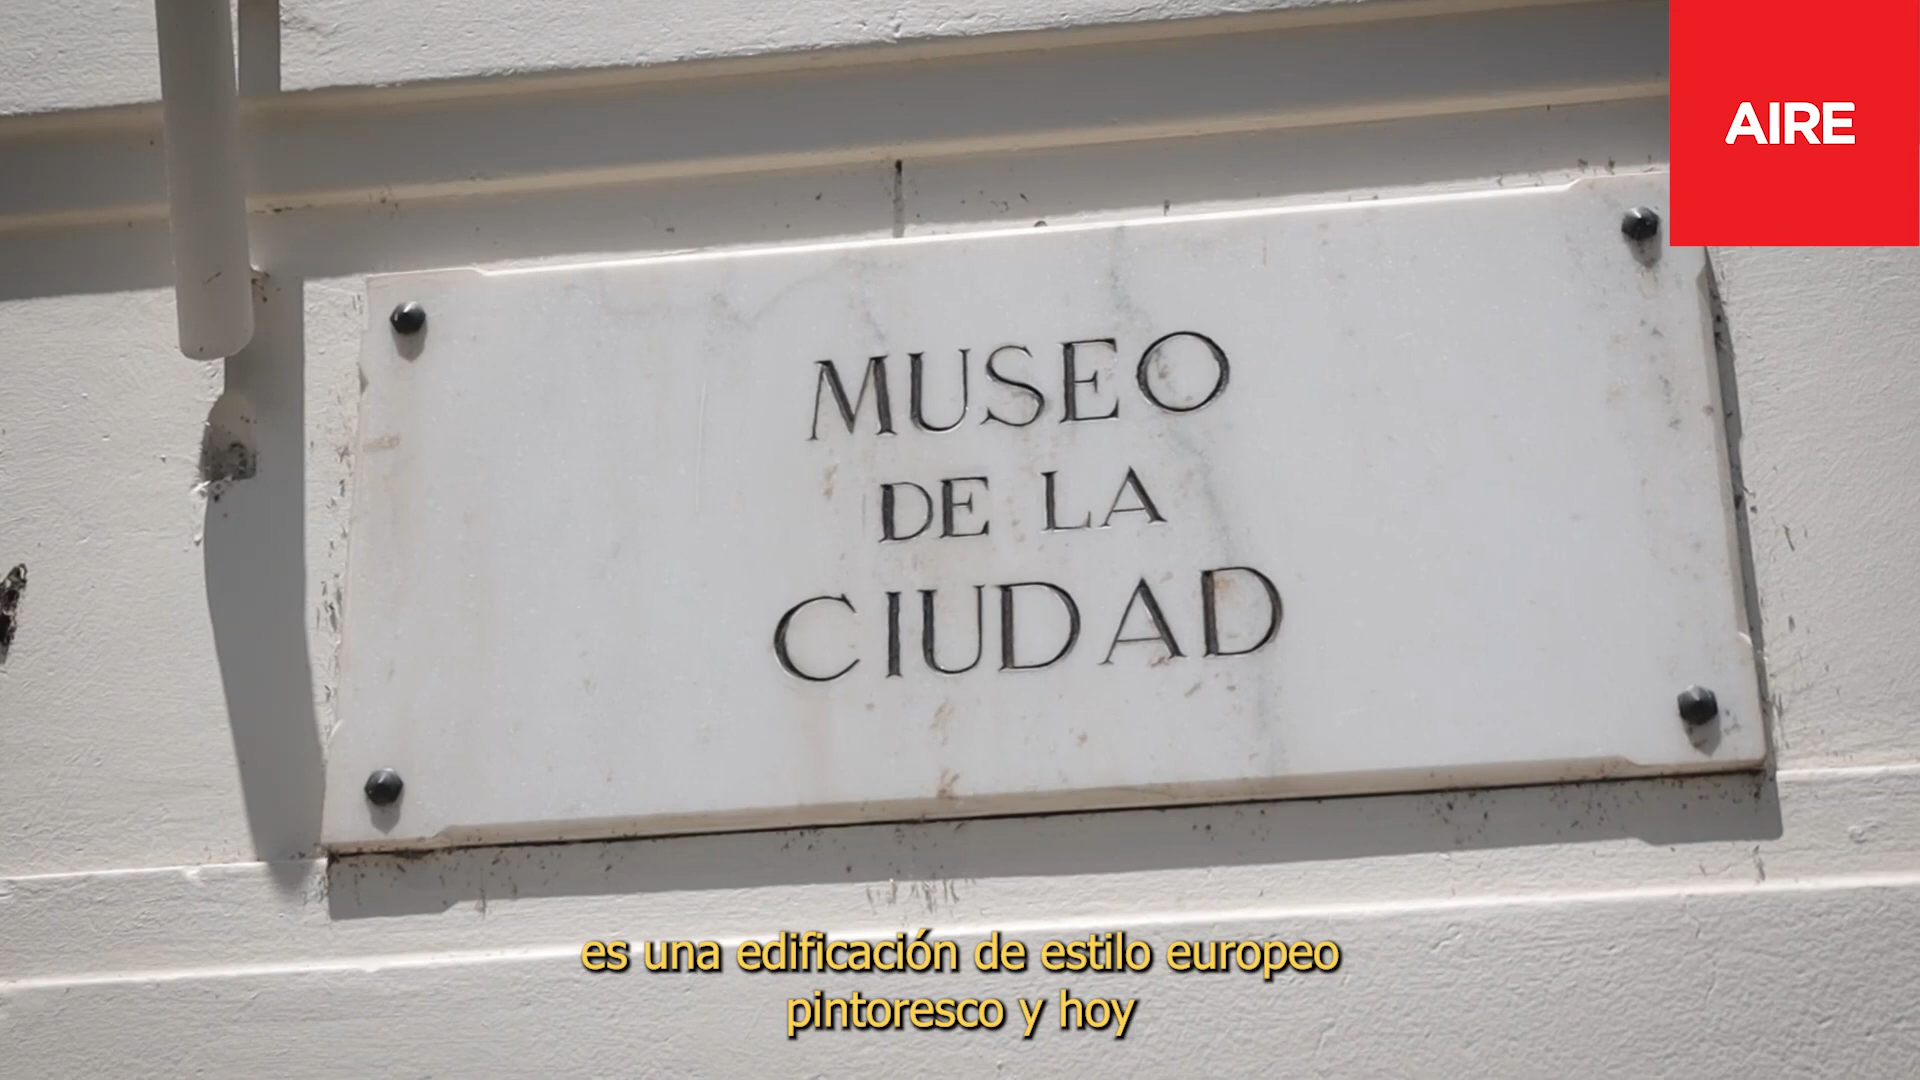 AIRE
MUSEO
DE LA
CIUDAD
es una edificación de estilo europeo
pintoresco y hoy